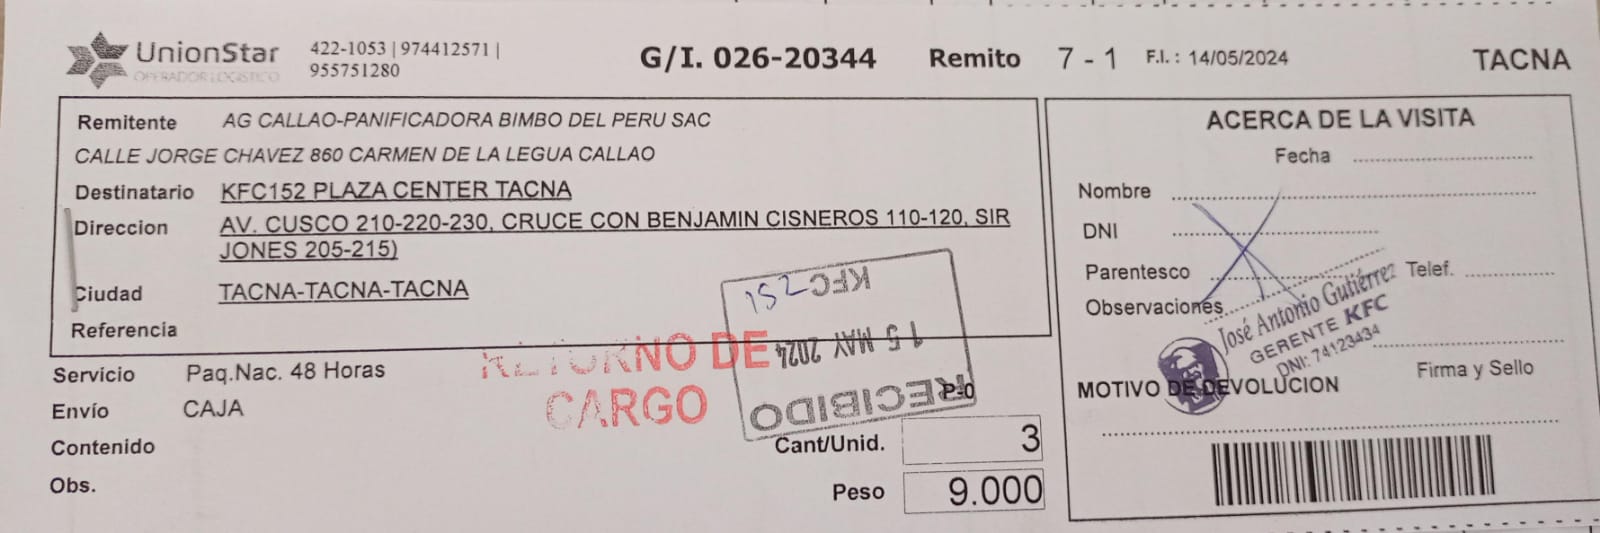 UnionStar
OPERADOR LOGISTICO
422-1053 | 974412571 |
955751280
G/I. 026-20344 Remito 7 - 1 F.I. : 14/05/2024 TACNA
Remitente AG CALLAO-PANIFICADORA BIMBO DEL PERU SAC
CALLE JORGE CHAVEZ 860 CARMEN DE LA LEGUA CALLAO
Destinatario KFC152 PLAZA CENTER TACNA
Direccion AV. CUSCO 210-220-230, CRUCE CON BENJAMIN CISNEROS 110-120, SIR
JONES 205-215)
Ciudad TACNA-TACNA-TACNA
Referencia
Servicio Paq.Nac. 48 Horas
Envío CAJA
Contenido
Obs.
RETORNO DE
CARGO
RECIBIDO
15 MAY 2024
KFC 152
P-0
Cant/Unid. 3
Peso 9.000
ACERCA DE LA VISITA
Fecha
Nombre
DNI
Parentesco Telef.
Observaciones
José Antonio Gutiérrez
GERENTE KFC
DNI: 74123434
Firma y Sello
MOTIVO DE DEVOLUCION